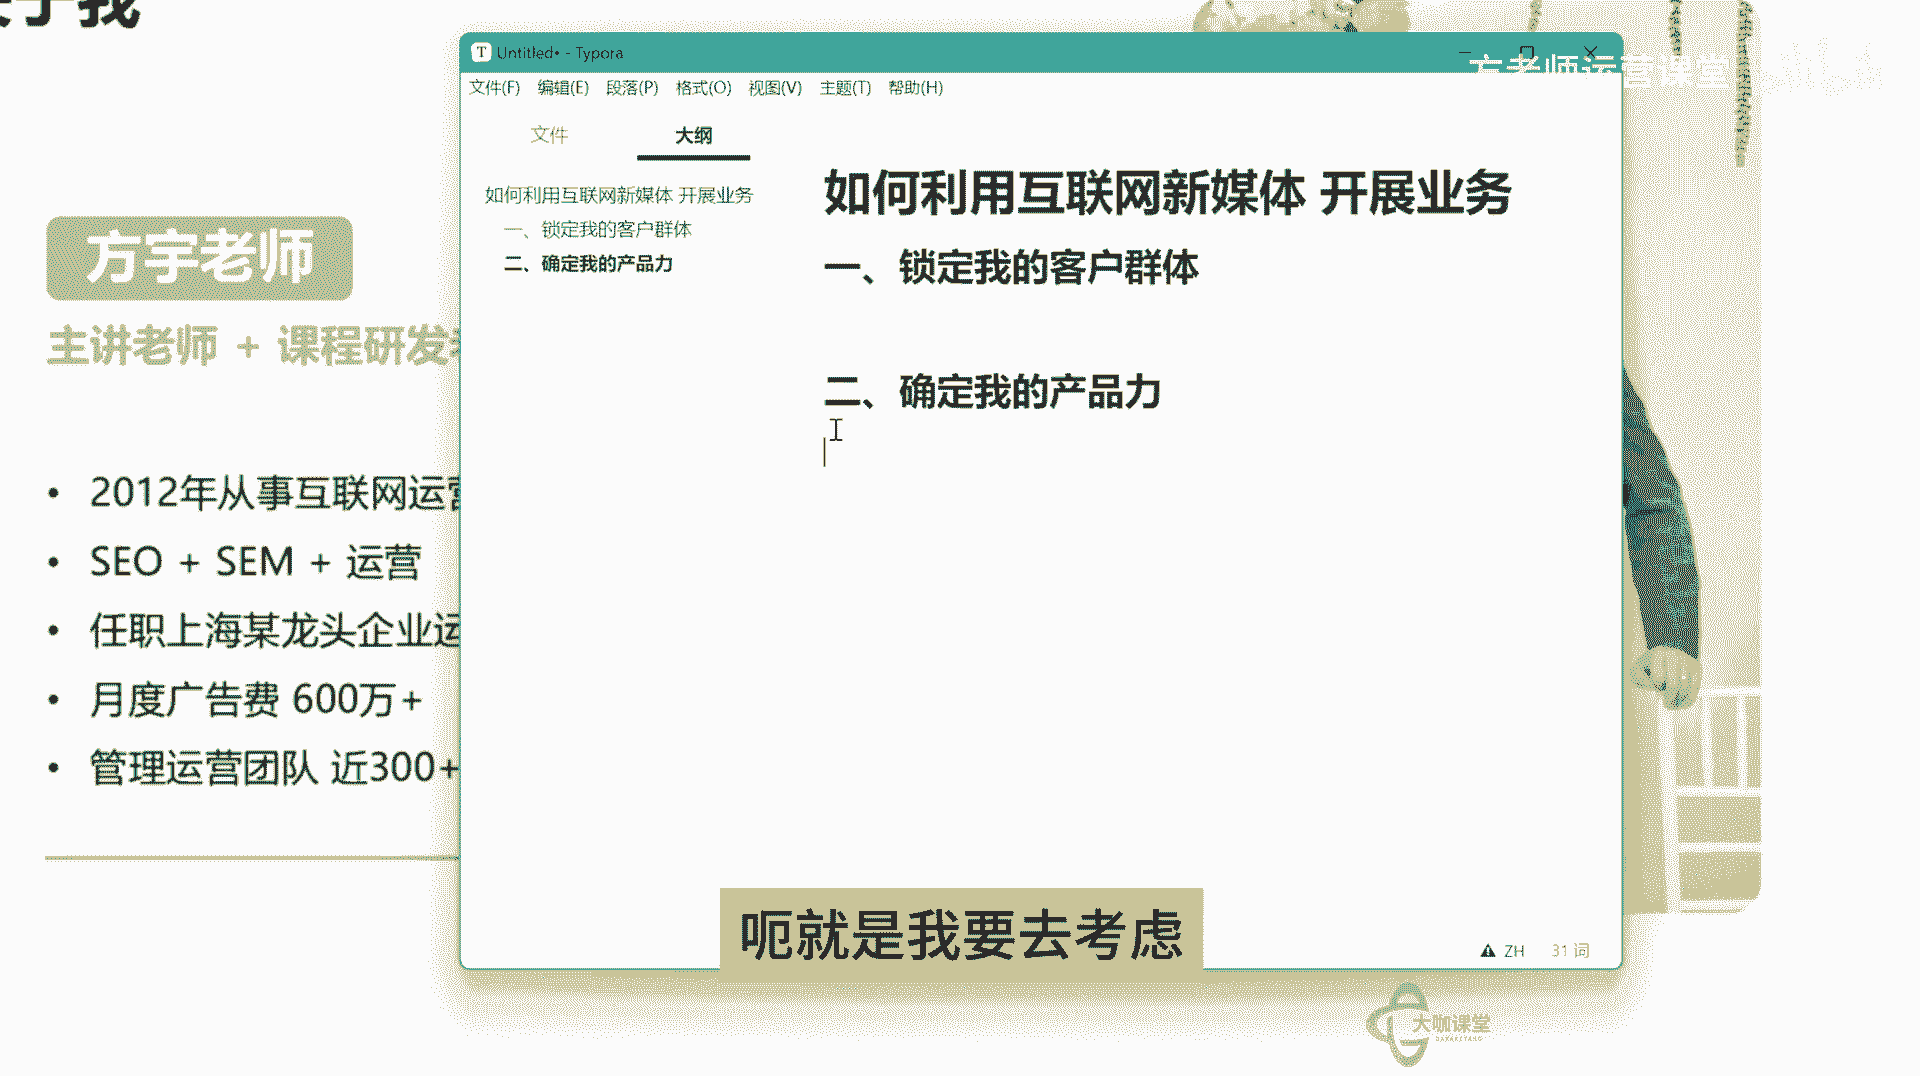 关于我
方宇老师
主讲老师 + 课程研发
2012年从事互联网运营
SEO + SEM + 运营
任职上海某龙头企业运
月度广告费 600万+
管理运营团队 近300+
Untitled• - Typora
方老师运营课堂
文件(F) 编辑(E) 段落(P) 格式(O) 视图(V) 主题(T) 帮助(H)
文件 大纲
如何利用互联网新媒体 开展业务
一、锁定我的客户群体
二、确定我的产品力
如何利用互联网新媒体 开展业务
一、锁定我的客户群体
二、确定我的产品力
呃就是我要去考虑
ZH 31 词
大咖课堂